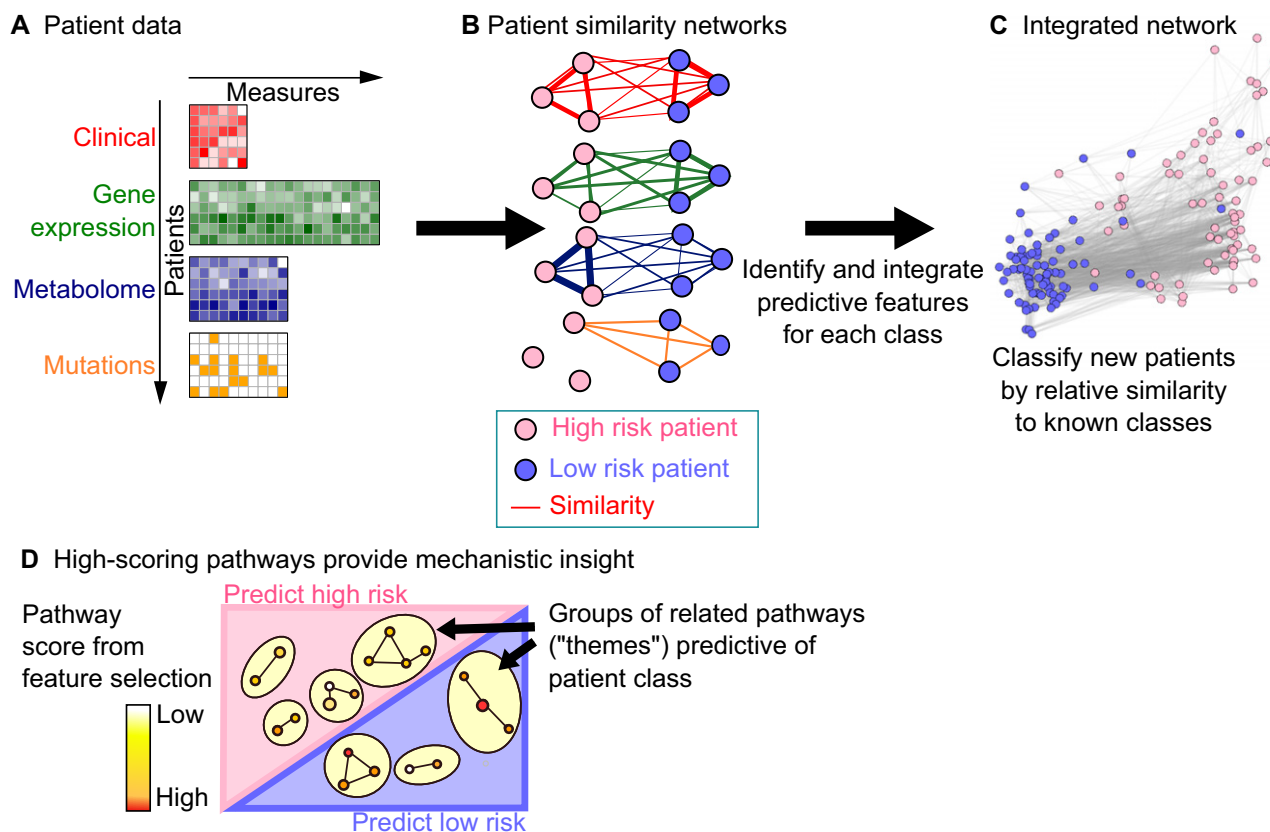 A Patient data
Measures
Patients
Clinical
Gene
expression
Metabolome
Mutations
B Patient similarity networks
Identify and integrate
predictive features
for each class
High risk patient
Low risk patient
Similarity
C Integrated network
Classify new patients
by relative similarity
to known classes
D High-scoring pathways provide mechanistic insight
Pathway
score from
feature selection
Low
High
Predict high risk
Predict low risk
Groups of related pathways
("themes") predictive of
patient class